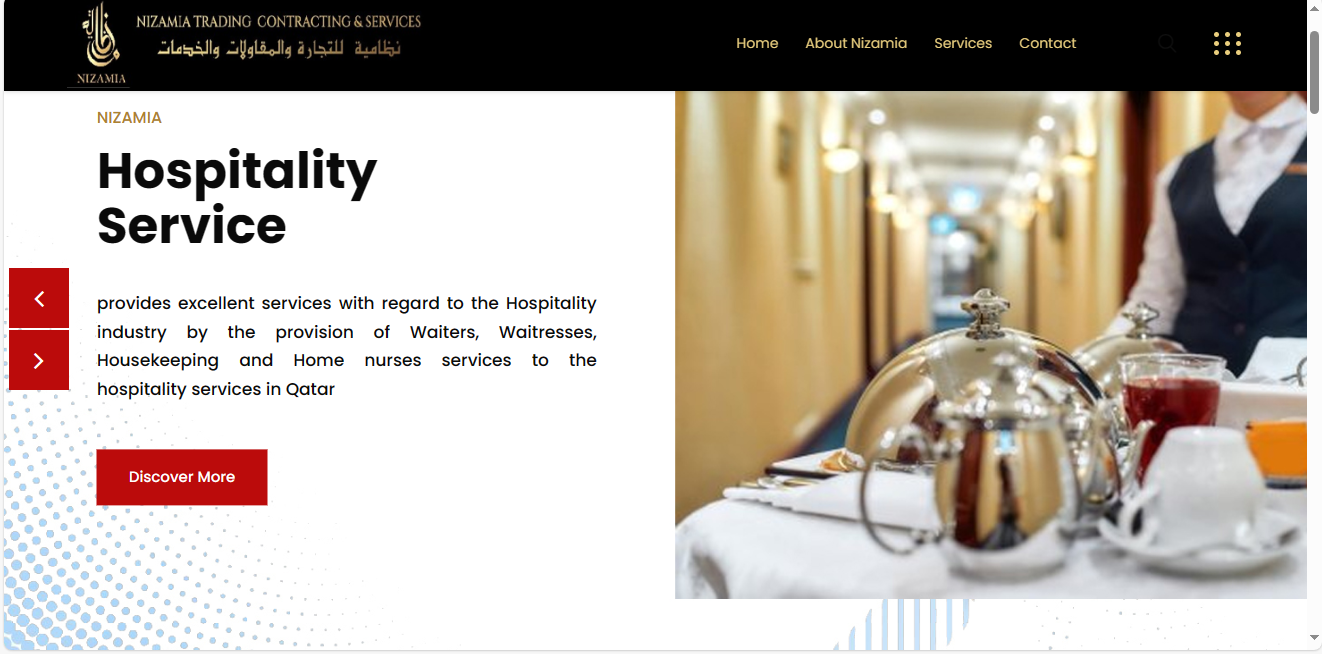 NIZAMIA TRADING CONTRACTING & SERVICES
نظامية للتجارة والمقاولات والخدمات
NIZAMIA
Home About Nizamia Services Contact
NIZAMIA
Hospitality
Service
provides excellent services with regard to the Hospitality
industry by the provision of Waiters, Waitresses,
Housekeeping and Home nurses services to the
hospitality services in Qatar
Discover More